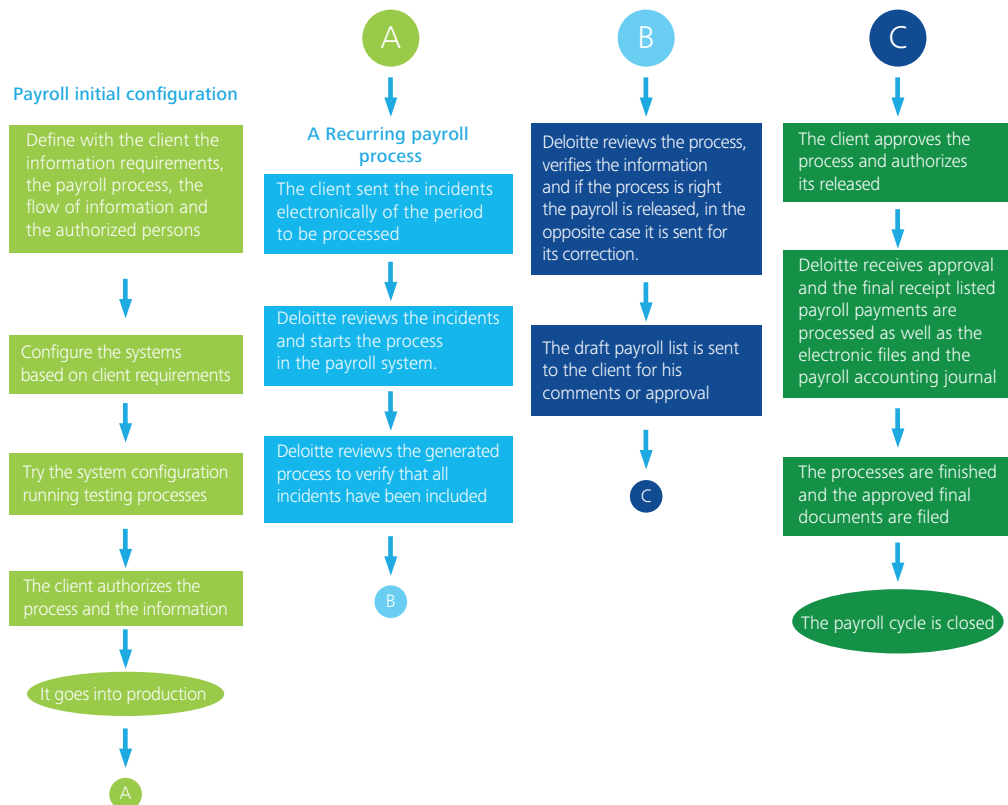 Payroll initial configuration
Define with the client the
information requirements,
the payroll process, the
flow of information and
the authorized persons
Configure the systems
based on client requirements
Try the system configuration
running testing processes
The client authorizes the
process and the information
It goes into production
A
A
A Recurring payroll
process
The client sent the incidents
electronically of the period
to be processed
Deloitte reviews the incidents
and starts the process
in the payroll system.
Deloitte reviews the generated
process to verify that all
incidents have been included
B
B
Deloitte reviews the process,
verifies the information
and if the process is right
the payroll is released, in the
opposite case it is sent for
its correction.
The draft payroll list is sent
to the client for his
comments or approval
C
C
The client approves the
process and authorizes
its released
Deloitte receives approval
and the final receipt listed
payroll payments are
processed as well as the
electronic files and the
payroll accounting journal
The processes are finished
and the approved final
documents are filed
The payroll cycle is closed